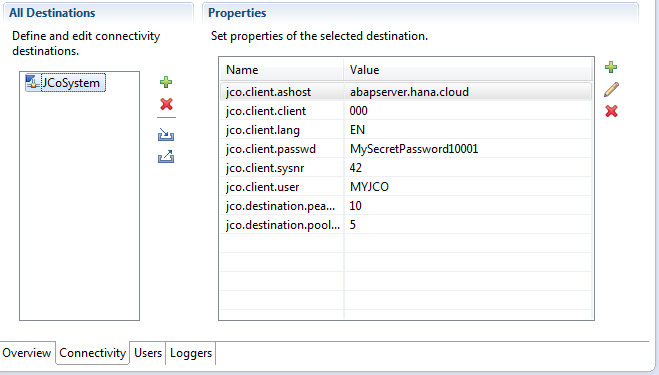 All Destinations
Define and edit connectivity
destinations.
JCoSystem
Properties
Set properties of the selected destination.
Name Value
jco.client.ashost abapserver.hana.cloud
jco.client.client 000
jco.client.lang EN
jco.client.passwd MySecretPassword10001
jco.client.sysnr 42
jco.client.user MYJCO
jco.destination.pea... 10
jco.destination.pool... 5
Overview Connectivity Users Loggers